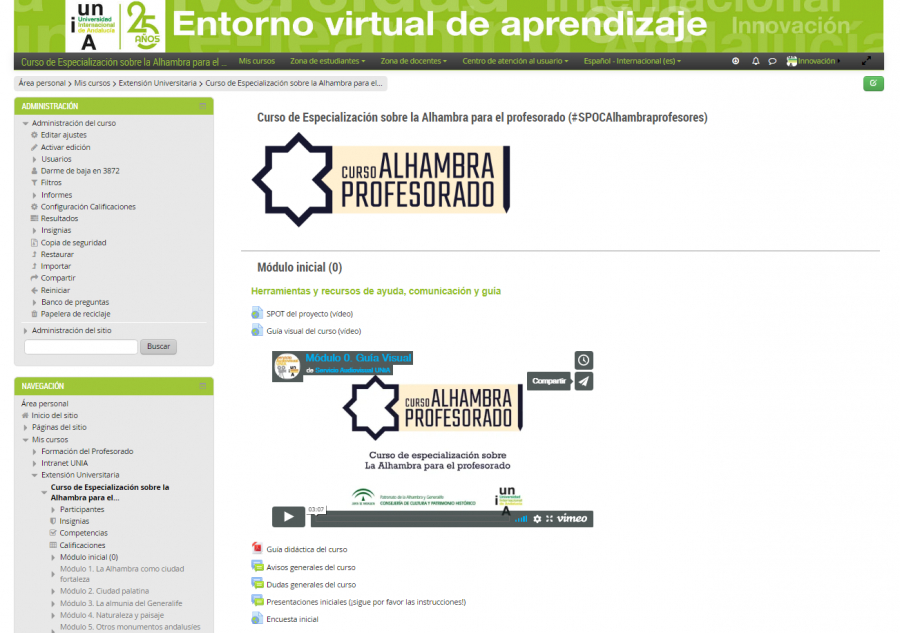 un
i Universidad
Internacional
de Andalucía
A
25
AÑOS
Entorno virtual de aprendizaje
Innovación
Curso de Especialización sobre la Alhambra para el ...
Mis cursos
Zona de estudiantes
Zona de docentes
Centro de atención al usuario
Español - Internacional (es)
Innovación
Área personal > Mis cursos > Extensión Universitaria > Curso de Especialización sobre la Alhambra para el...
ADMINISTRACIÓN
Administración del curso
Editar ajustes
Activar edición
Usuarios
Darme de baja en 3872
Filtros
Informes
Configuración Calificaciones
Resultados
Insignias
Copia de seguridad
Restaurar
Importar
Compartir
Reiniciar
Banco de preguntas
Papelera de reciclaje
Administración del sitio
Buscar
NAVEGACIÓN
Área personal
Inicio del sitio
Páginas del sitio
Mis cursos
Formación del Profesorado
Intranet UNIA
Extensión Universitaria
Curso de Especialización sobre la
Alhambra para el...
Participantes
Insignias
Competencias
Calificaciones
Módulo inicial (0)
Módulo 1. La Alhambra como ciudad
fortaleza
Módulo 2. Ciudad palatina
Módulo 3. La almunia del Generalife
Módulo 4. Naturaleza y paisaje
Módulo 5. Otros monumentos andalusíes
Curso de Especialización sobre la Alhambra para el profesorado (#SPOCAlhambraprofesores)
CURSO ALHAMBRA
PROFESORADO
Módulo inicial (0)
Herramientas y recursos de ayuda, comunicación y guía
SPOT del proyecto (vídeo)
Guía visual del curso (vídeo)
Módulo 0. Guía Visual
de Servicio Audiovisual UNIA
Compartir
CURSO ALHAMBRA
PROFESORADO
Curso de especialización sobre
La Alhambra para el profesorado
Patronato de la Alhambra y Generalife
CONSEJERÍA DE CULTURA Y PATRIMONIO HISTÓRICO
un
i
A
03:07
vimeo
Guía didáctica del curso
Avisos generales del curso
Dudas generales del curso
Presentaciones iniciales (¡sigue por favor las instrucciones!)
Encuesta inicial